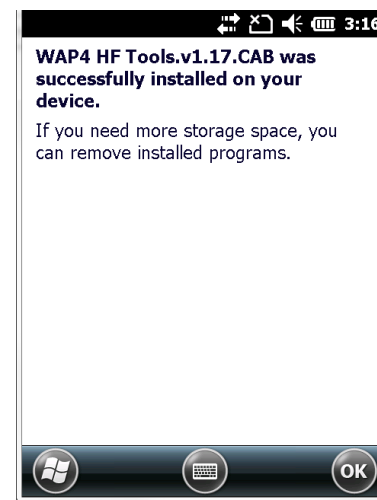 3:16
WAP4 HF Tools.v1.17.CAB was
successfully installed on your
device.
If you need more storage space, you
can remove installed programs.
OK